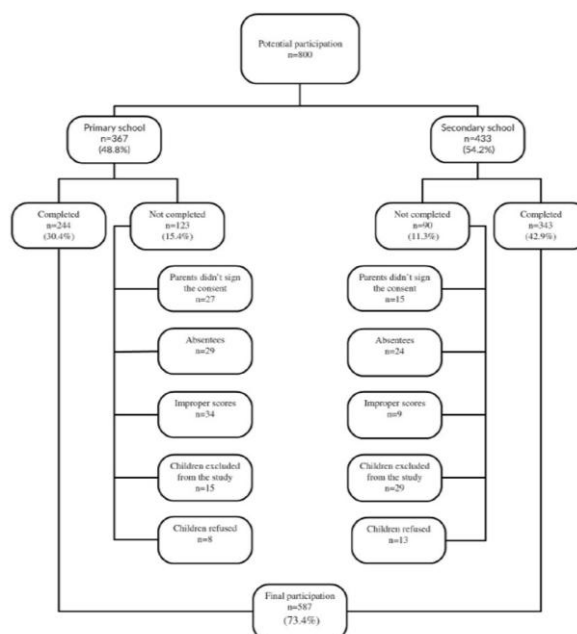 Potential participation
n=800
Primary school
n=367
(48.8%)
Secondary school
n=433
(54.2%)
Completed
n=244
(30.4%)
Not completed
n=123
(15.4%)
Not completed
n=90
(11.3%)
Completed
n=343
(42.9%)
Parents didn't sign
the consent
n=27
Parents didn't sign
the consent
n=15
Absentees
n=29
Absentees
n=24
Improper scores
n=34
Improper scores
n=9
Children excluded
from the study
n=15
Children excluded
from the study
n=29
Children refused
n=8
Children refused
n=13
Final participation
n=587
(73.4%)